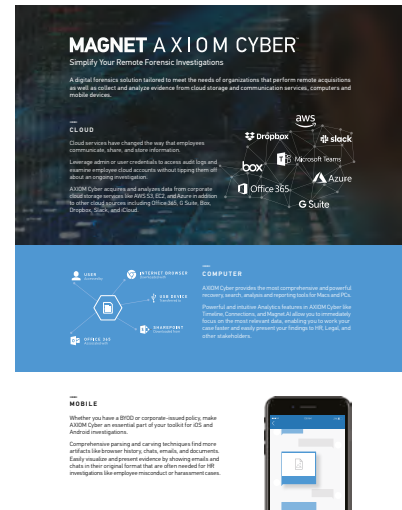 MAGNET AXIOM CYBER™
Simplify Your Remote Forensic Investigations
A digital forensics solution tailored to meet the needs of organizations that perform remote acquisitions
as well as collect and analyze evidence from cloud storage and communication services, computers and
mobile devices.
CLOUD
Cloud services have changed the way that employees
communicate, share, and store information.
Leverage admin or user credentials to access audit logs and
examine employee cloud accounts without tipping them off
about an ongoing investigation.
AXIOM Cyber acquires and analyzes data from corporate
cloud storage services like AWS S3, EC2, and Azure in addition
to other cloud sources including Office 365, G Suite, Box,
Dropbox, Slack, and iCloud.
aws
Dropbox
slack
box
Microsoft Teams
Azure
Office 365
G Suite
USER
INTERNET BROWSER
USB DEVICE
SHAREPOINT
OFFICE 365
COMPUTER
AXIOM Cyber provides the most comprehensive and powerful
recovery, search, analysis and reporting tools for Macs and PCs.
Powerful and intuitive Analytics features in AXIOM Cyber like
Timeline, Connections, and Magnet.AI allow you to immediately
focus on the most relevant data, enabling you to work your
case faster and easily present your findings to HR, Legal, and
other stakeholders.
MOBILE
Whether you have a BYOD or corporate-issued policy, make
AXIOM Cyber an essential part of your toolkit for iOS and
Android investigations.
Comprehensive parsing and carving techniques find more
artifacts like browser history, chats, emails, and documents.
Easily visualize and present evidence by showing emails and
chats in their original format that are often needed for HR
investigations like employee misconduct or harassment cases.